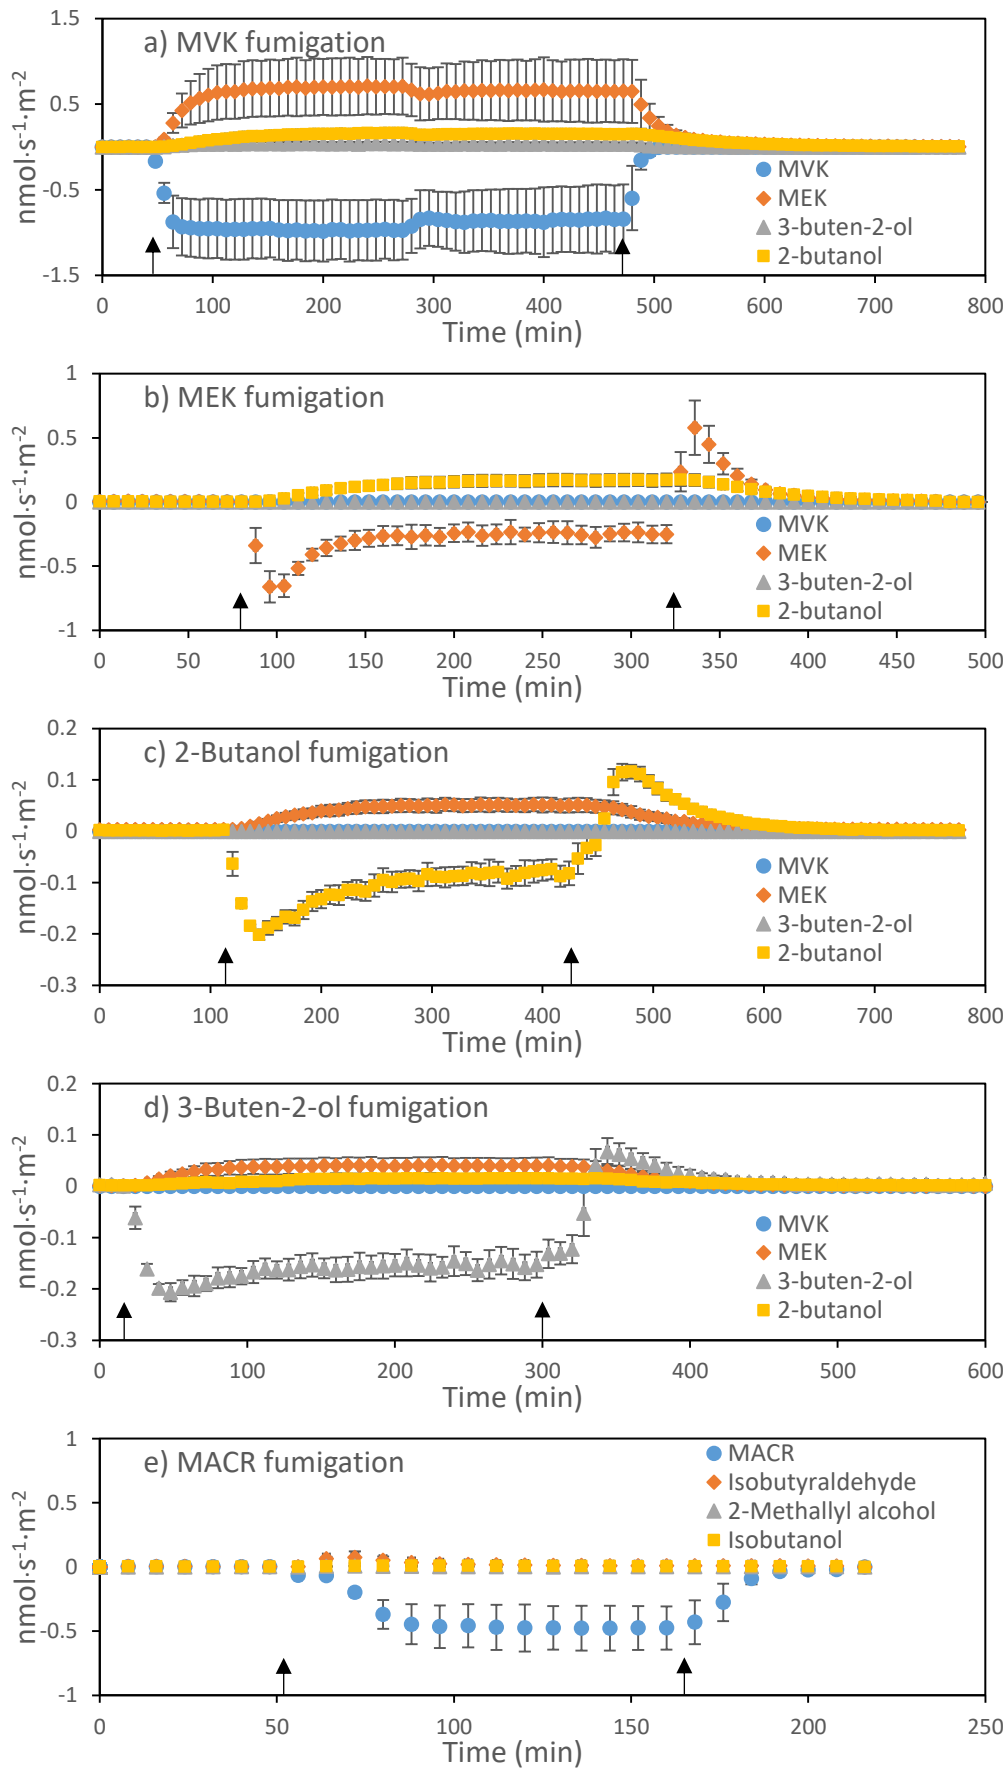 a) MVK fumigation
1.5
0.5
-0.5
-1.5
nmol·s⁻¹·m⁻²
MVK
MEK
3-buten-2-ol
2-butanol
0 100 200 300 400 500 600 700 800
Time (min)
b) MEK fumigation
1
0.5
0
-0.5
-1
nmol·s⁻¹·m⁻²
MVK
MEK
3-buten-2-ol
2-butanol
0 50 100 150 200 250 300 350 400 450 500
Time (min)
c) 2-Butanol fumigation
0.2
0.1
0
-0.1
-0.2
-0.3
nmol·s⁻¹·m⁻²
MVK
MEK
3-buten-2-ol
2-butanol
0 100 200 300 400 500 600 700 800
Time (min)
d) 3-Buten-2-ol fumigation
0.2
0.1
0
-0.1
-0.2
-0.3
nmol·s⁻¹·m⁻²
MVK
MEK
3-buten-2-ol
2-butanol
0 100 200 300 400 500 600
Time (min)
e) MACR fumigation
1
0.5
0
-0.5
-1
nmol·s⁻¹·m⁻²
MACR
Isobutyraldehyde
2-Methallyl alcohol
Isobutanol
0 50 100 150 200 250
Time (min)